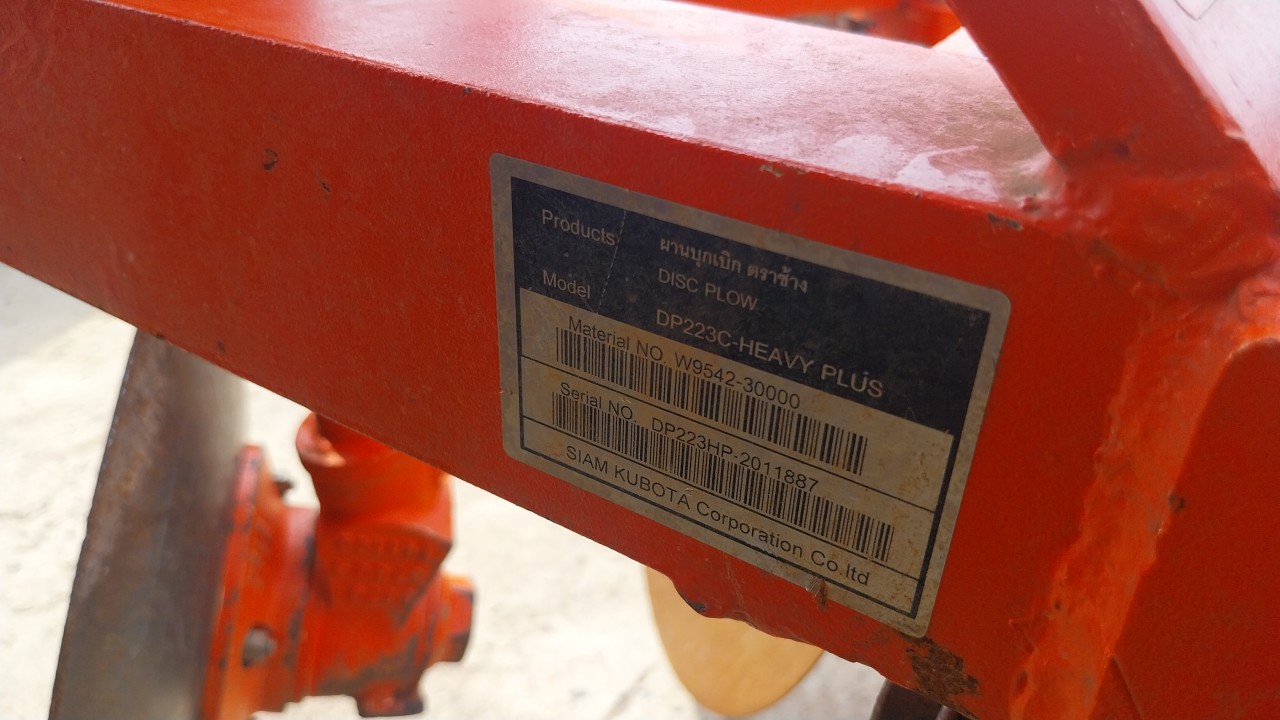 Products ผานบุกเบิก ตราช้าง
DISC PLOW
Model DP223C-HEAVY PLUS
Material NO. W9542-30000
Serial NO. DP223HP-2011887
SIAM KUBOTA Corporation Co.ltd